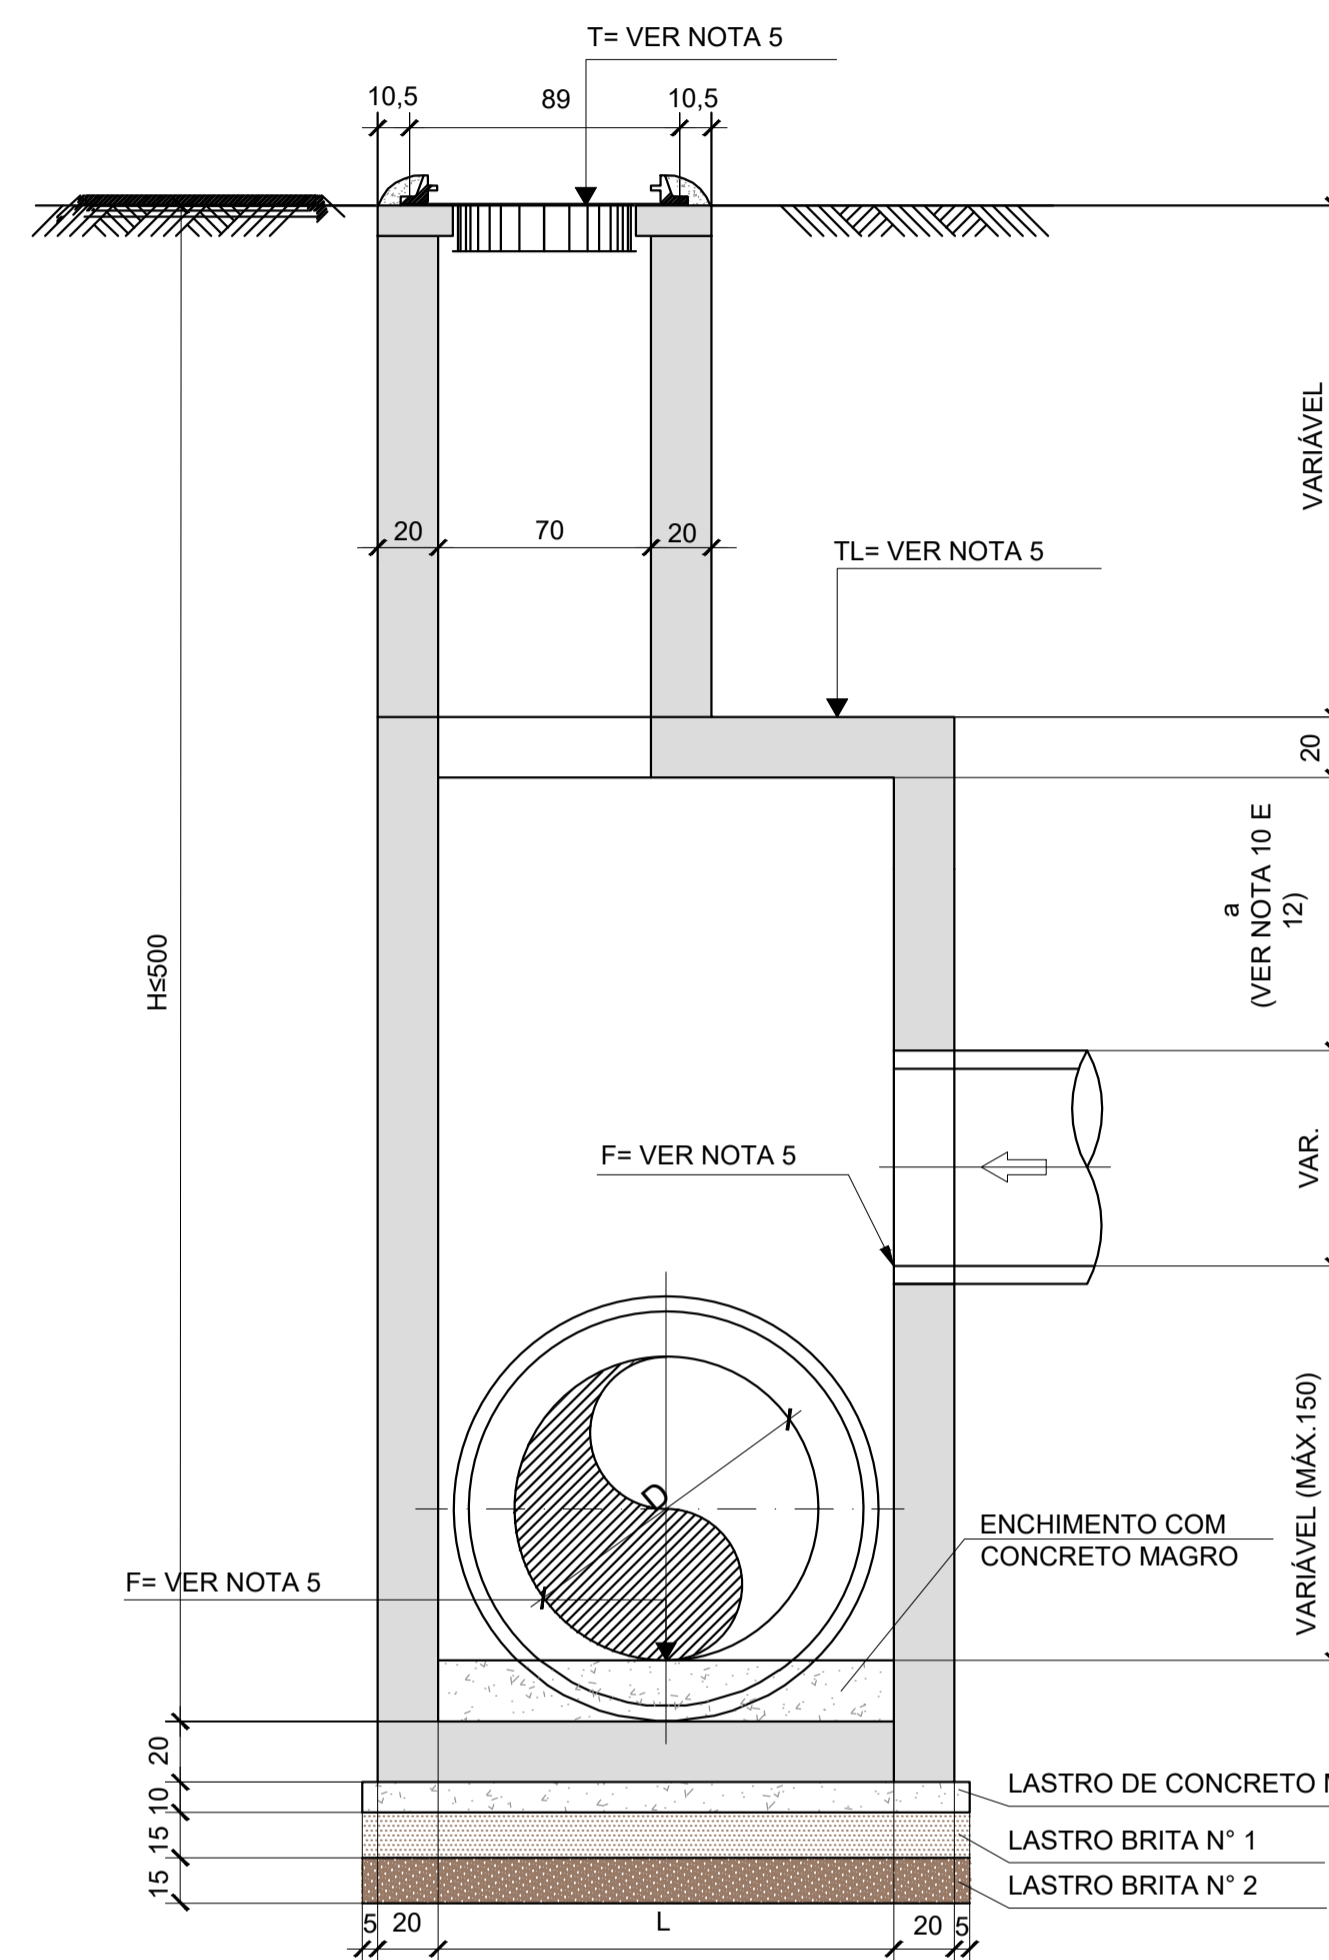 T= VER NOTA 5
10,5
89
10,5
VARIÁVEL
20
70
20
TL= VER NOTA 5
20
a
(VER NOTA 10 E
12)
H≤500
VAR.
F= VER NOTA 5
D
ENCHIMENTO COM
CONCRETO MAGRO
VARIÁVEL (MÁX.150)
F= VER NOTA 5
20
10
15
15
LASTRO DE CONCRETO
LASTRO BRITA N° 1
LASTRO BRITA N° 2
5
20
L
20
5